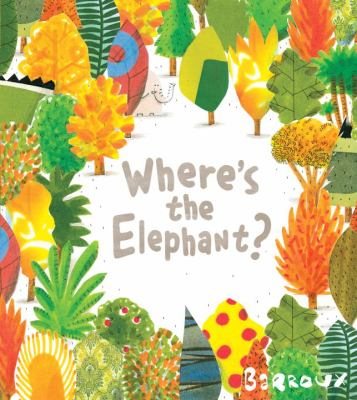 Where's
the
Elephant?
BARROUX